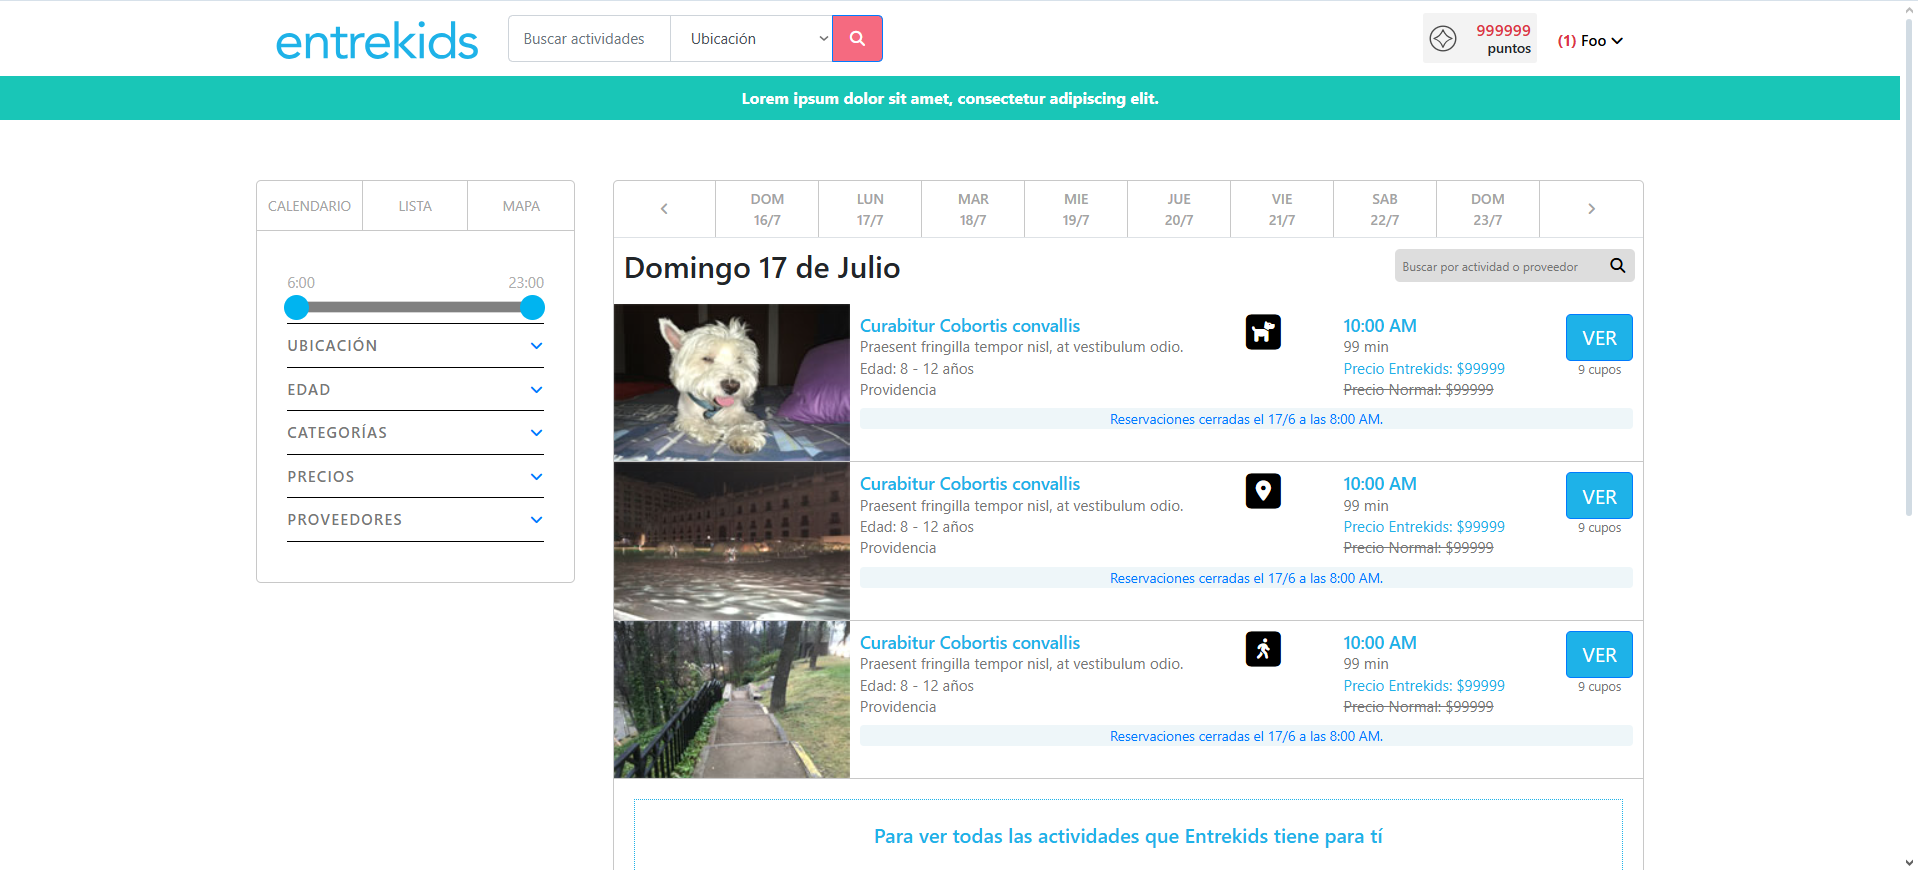 entrekids
Buscar actividades
Ubicación
999999
puntos
(1) Foo
Lorem ipsum dolor sit amet, consectetur adipiscing elit.
CALENDARIO
LISTA
MAPA
6:00
23:00
UBICACIÓN
EDAD
CATEGORÍAS
PRECIOS
PROVEEDORES
DOM
16/7
LUN
17/7
MAR
18/7
MIE
19/7
JUE
20/7
VIE
21/7
SAB
22/7
DOM
23/7
Domingo 17 de Julio
Buscar por actividad o proveedor
Curabitur Cobortis convallis
Praesent fringilla tempor nisl, at vestibulum odio.
Edad: 8 - 12 años
Providencia
10:00 AM
99 min
Precio Entrekids: $99999
Precio Normal: $99999
VER
9 cupos
Reservaciones cerradas el 17/6 a las 8:00 AM.
Curabitur Cobortis convallis
Praesent fringilla tempor nisl, at vestibulum odio.
Edad: 8 - 12 años
Providencia
10:00 AM
99 min
Precio Entrekids: $99999
Precio Normal: $99999
VER
9 cupos
Reservaciones cerradas el 17/6 a las 8:00 AM.
Curabitur Cobortis convallis
Praesent fringilla tempor nisl, at vestibulum odio.
Edad: 8 - 12 años
Providencia
10:00 AM
99 min
Precio Entrekids: $99999
Precio Normal: $99999
VER
9 cupos
Reservaciones cerradas el 17/6 a las 8:00 AM.
Para ver todas las actividades que Entrekids tiene para tí